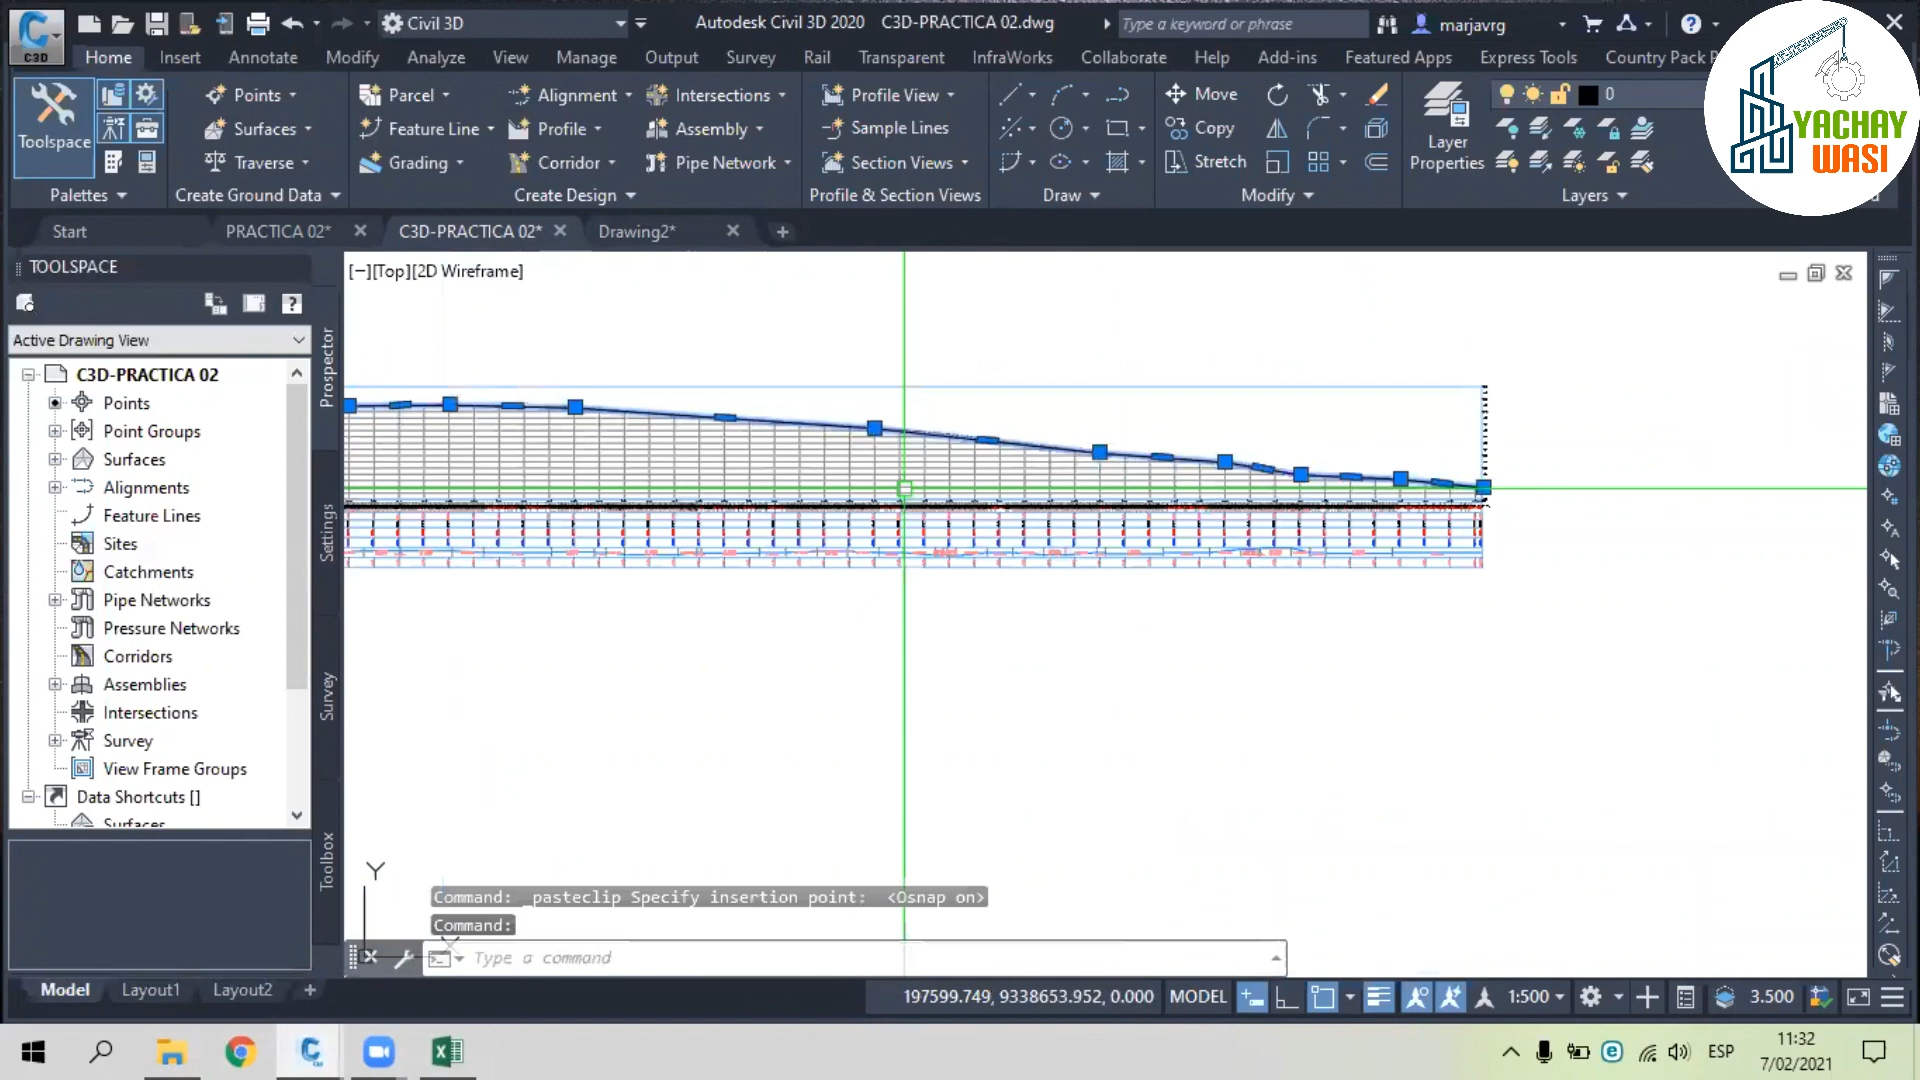 Civil 3D
Autodesk Civil 3D 2020 C3D-PRACTICA 02.dwg
Type a keyword or phrase
marjavrg
C3D
Home Insert Annotate Modify Analyze View Manage Output Survey Rail Transparent InfraWorks Collaborate Help Add-ins Featured Apps Express Tools Country Pack
YACHAY
WASI
Toolspace
Points
Surfaces
Traverse
Parcel
Feature Line
Grading
Alignment
Profile
Corridor
Intersections
Assembly
Pipe Network
Profile View
Sample Lines
Section Views
Move
Copy
Stretch
Layer
Properties
0
Palettes
Create Ground Data
Create Design
Profile & Section Views
Draw
Modify
Layers
Start PRACTICA 02* C3D-PRACTICA 02* Drawing2*
TOOLSPACE
Active Drawing View
C3D-PRACTICA 02
Points
Point Groups
Surfaces
Alignments
Feature Lines
Sites
Catchments
Pipe Networks
Pressure Networks
Corridors
Assemblies
Intersections
Survey
View Frame Groups
Data Shortcuts []
Surfaces
Prospector
Settings
Survey
Toolbox
[−][Top][2D Wireframe]
Y
Command: _pasteclip Specify insertion point: <Osnap on>
Command:
Type a command
Model Layout1 Layout2
197599.749, 9338653.952, 0.000 MODEL 1:500 3.500
ESP
11:32
7/02/2021